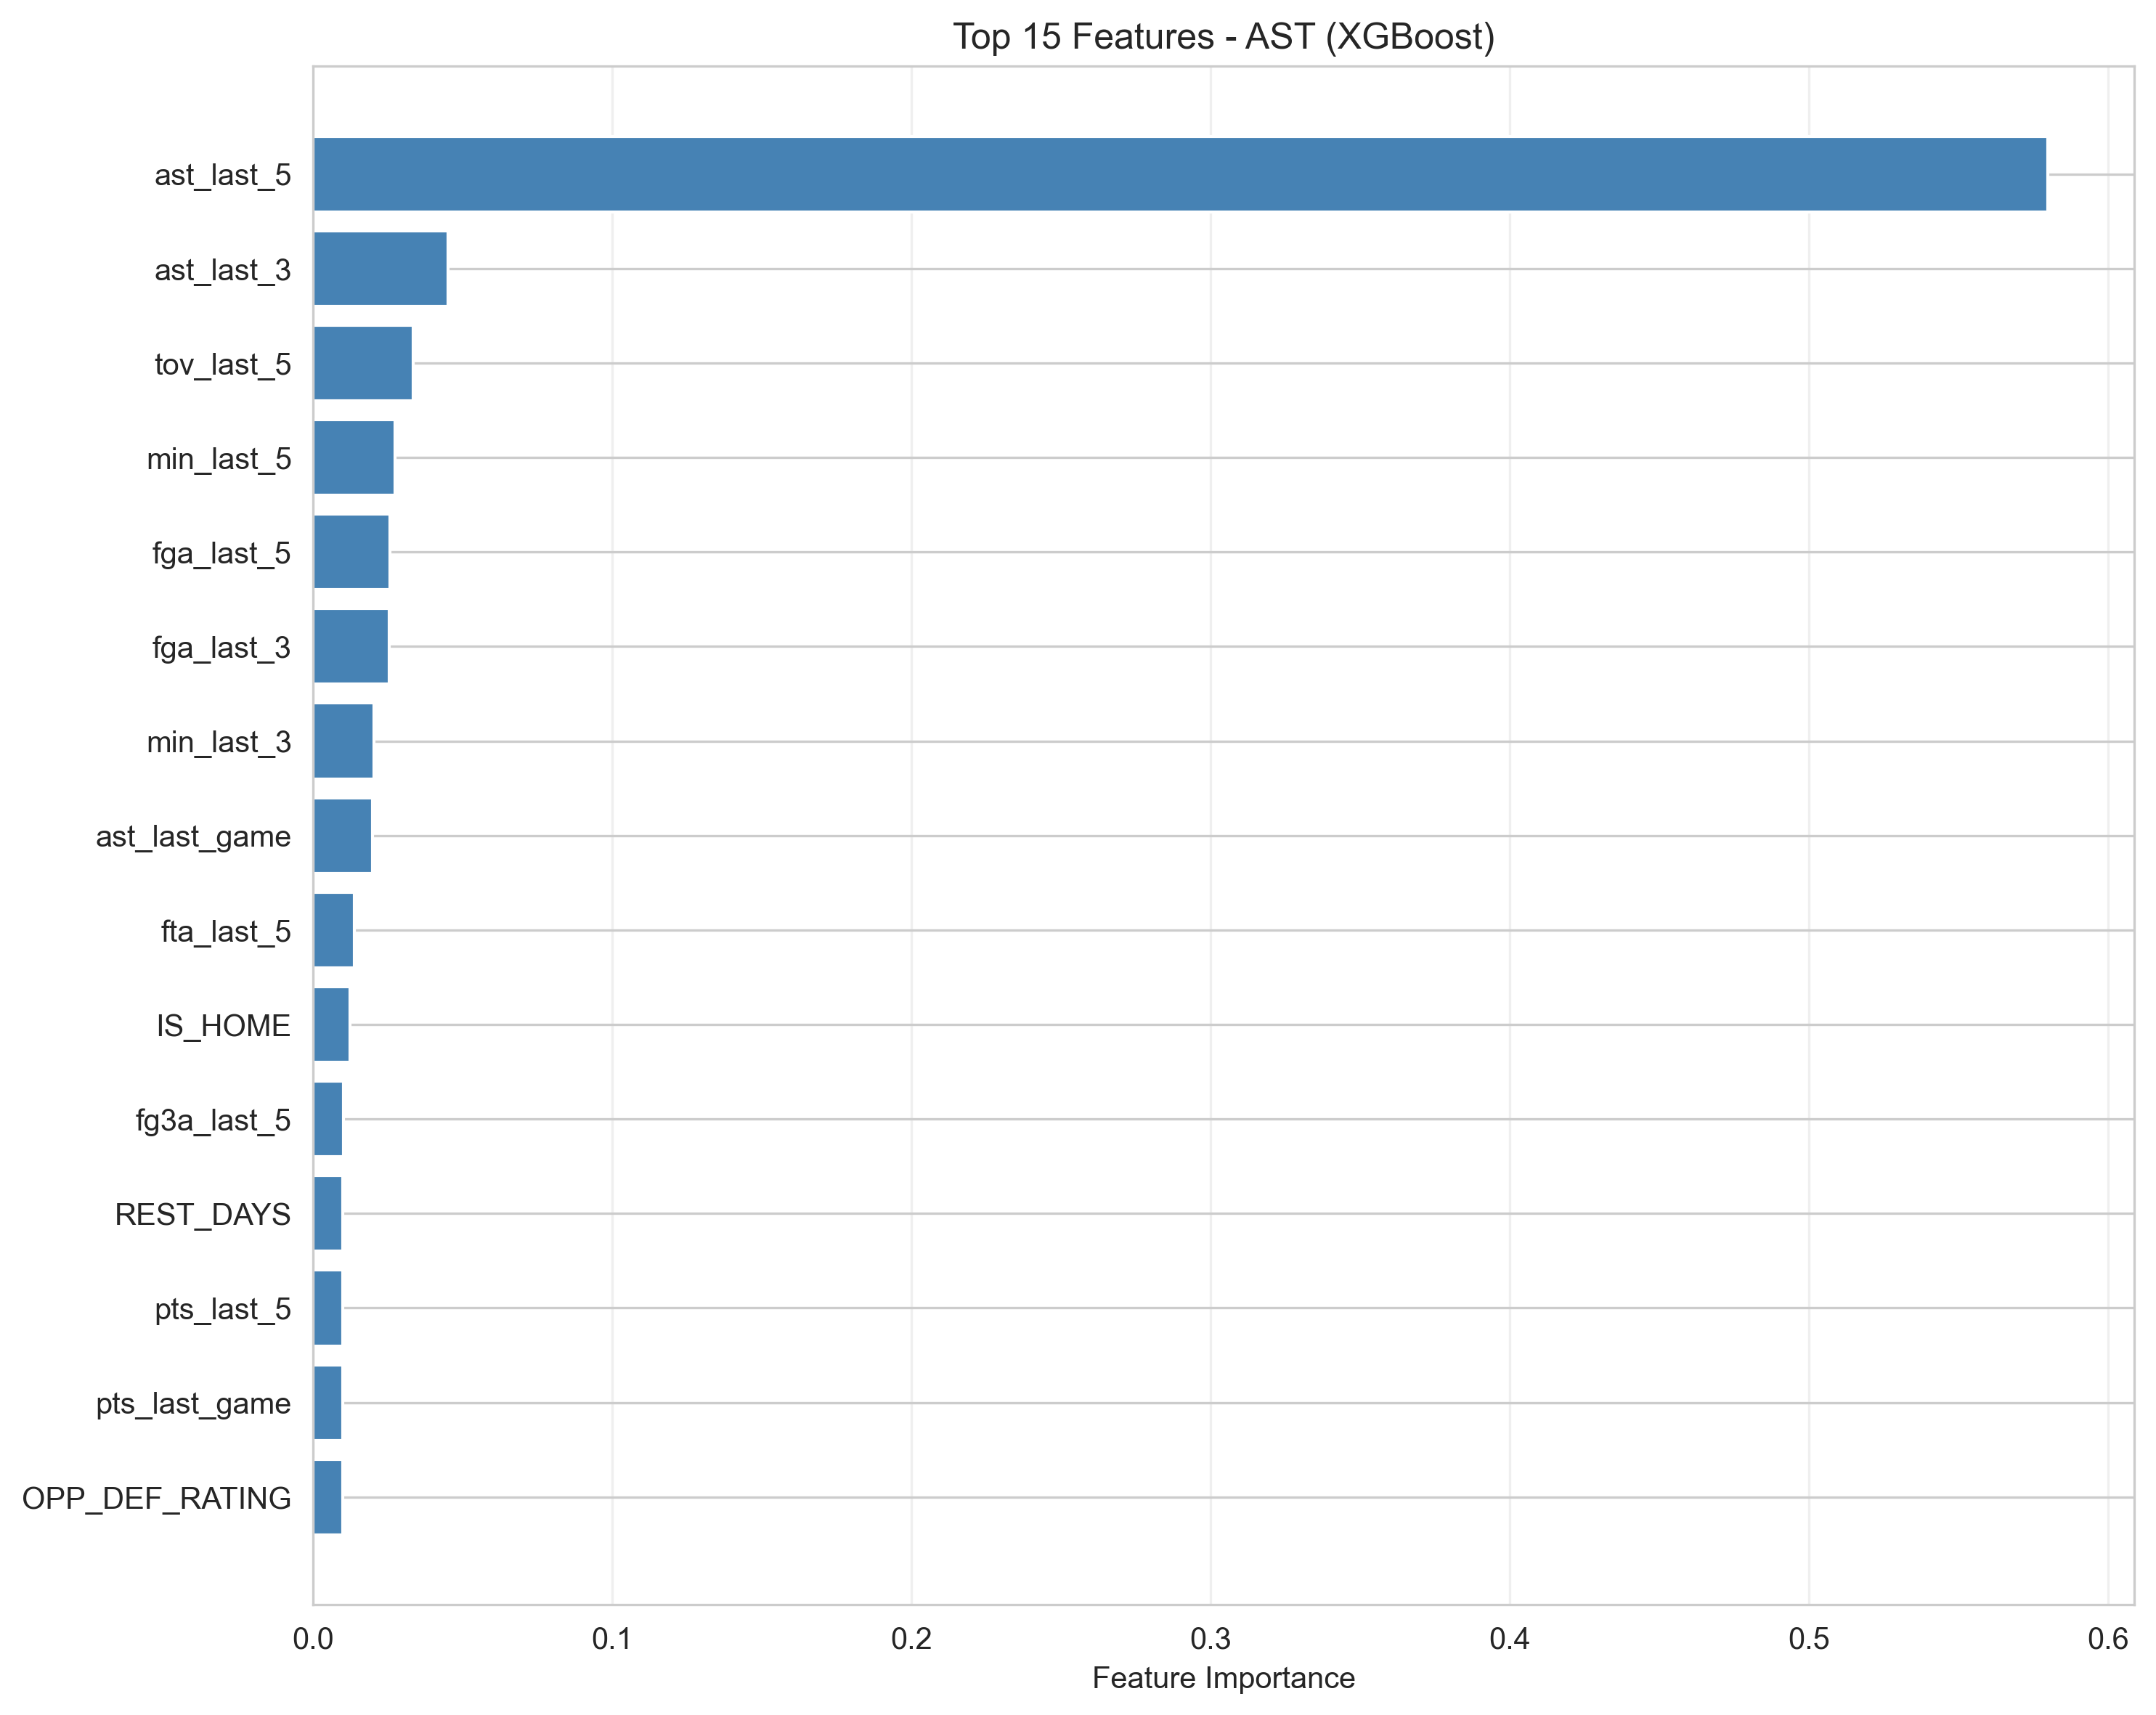 Top 15 Features - AST (XGBoost)
ast_last_5
ast_last_3
tov_last_5
min_last_5
fga_last_5
fga_last_3
min_last_3
ast_last_game
fta_last_5
IS_HOME
fg3a_last_5
REST_DAYS
pts_last_5
pts_last_game
OPP_DEF_RATING
0.0 0.1 0.2 0.3 0.4 0.5 0.6
Feature Importance